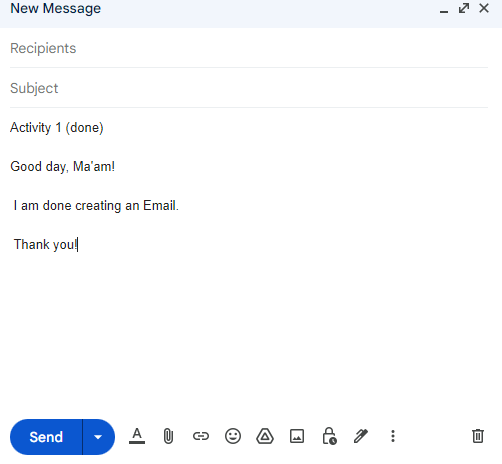 New Message
Recipients
Subject
Activity 1 (done)
Good day, Ma'am!
I am done creating an Email.
Thank you!
Send